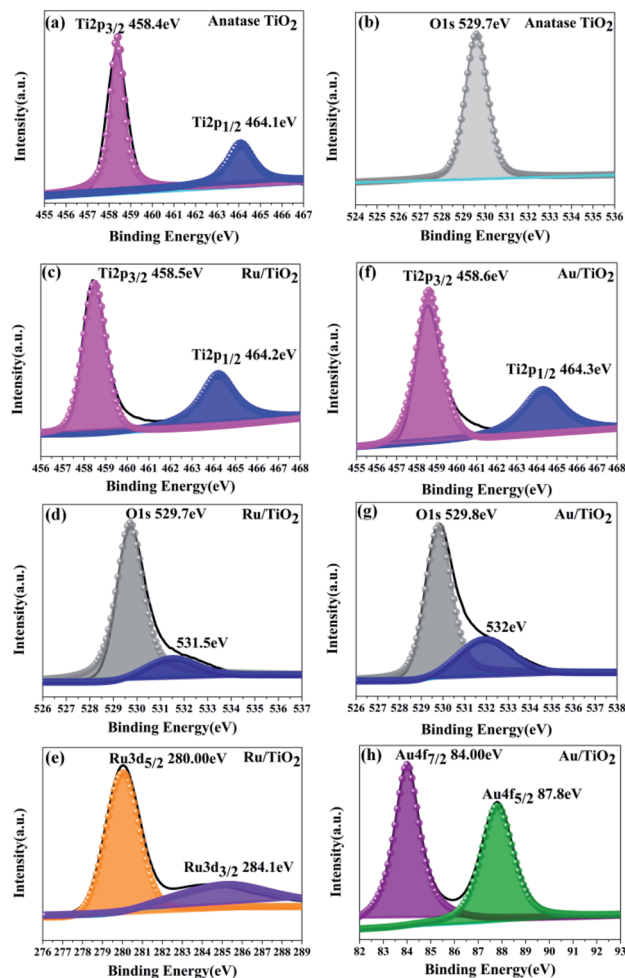 (a) Ti2p3/2 458.4eV Anatase TiO2
Ti2p1/2 464.1eV
Intensity(a.u.)
455 456 457 458 459 460 461 462 463 464 465 466 467
Binding Energy(eV)
(b) O1s 529.7eV Anatase TiO2
Intensity(a.u.)
524 525 526 527 528 529 530 531 532 533 534 535 536
Binding Energy(eV)
(c) Ti2p3/2 458.5eV Ru/TiO2
Ti2p1/2 464.2eV
Intensity(a.u.)
456 457 458 459 460 461 462 463 464 465 466 467 468
Binding Energy(eV)
(f) Ti2p3/2 458.6eV Au/TiO2
Ti2p1/2 464.3eV
Intensity(a.u.)
455 456 457 458 459 460 461 462 463 464 465 466 467 468
Binding Energy(eV)
(d) O1s 529.7eV Ru/TiO2
531.5eV
Intensity(a.u.)
526 527 528 529 530 531 532 533 534 535 536 537
Binding Energy(eV)
(g) O1s 529.8eV Au/TiO2
532eV
Intensity(a.u.)
526 527 528 529 530 531 532 533 534 535 536 537 538
Binding Energy(eV)
(e) Ru3d5/2 280.00eV Ru/TiO2
Ru3d3/2 284.1eV
Intensity(a.u.)
276 277 278 279 280 281 282 283 284 285 286 287 288 289
Binding Energy(eV)
(h) Au4f7/2 84.00eV Au/TiO2
Au4f5/2 87.8eV
Intensity(a.u.)
82 83 84 85 86 87 88 89 90 91 92 93
Binding Energy(eV)